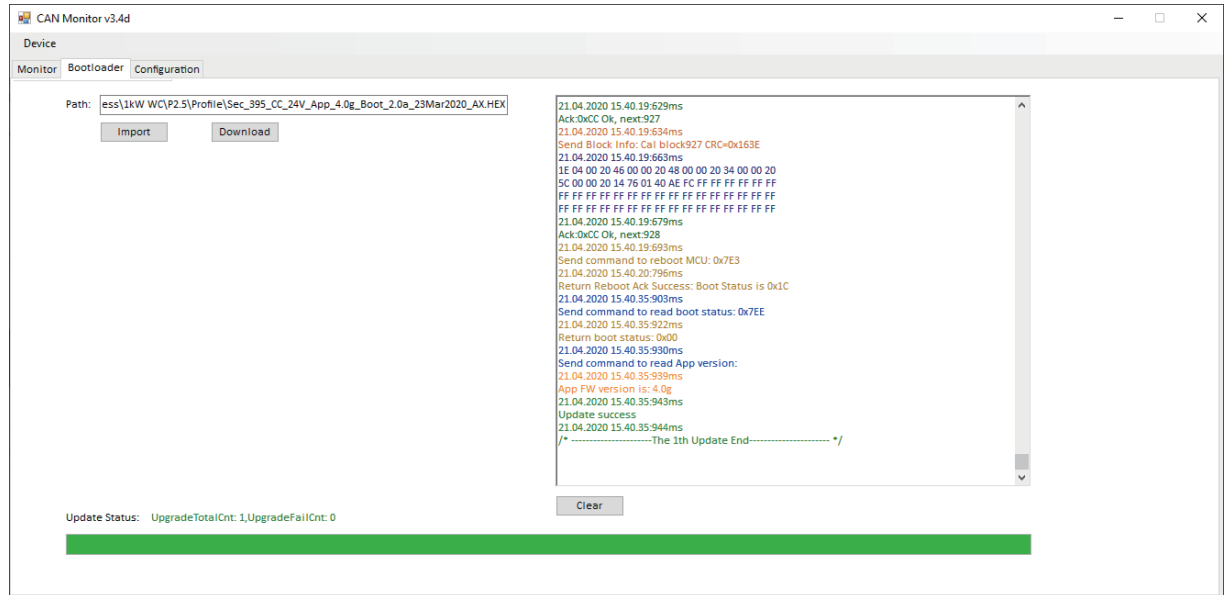 CAN Monitor v3.4d
Device
Monitor Bootloader Configuration
Path: ess\1kW WC\P2.5\Profile\Sec_395_CC_24V_App_4.0g_Boot_2.0a_23Mar2020_AX.HEX
Import Download
21.04.2020 15.40.19:629ms
Ack:0xCC Ok, next:927
21.04.2020 15.40.19:634ms
Send Block Info: Cal block927 CRC=0x163E
21.04.2020 15.40.19:663ms
1E 04 00 20 46 00 00 20 48 00 00 20 34 00 00 20
5C 00 00 20 14 76 01 40 AE FC FF FF FF FF FF FF
FF FF FF FF FF FF FF FF FF FF FF FF FF FF FF FF
FF FF FF FF FF FF FF FF FF FF FF FF FF FF FF FF
21.04.2020 15.40.19:679ms
Ack:0xCC Ok, next:928
21.04.2020 15.40.19:693ms
Send command to reboot MCU: 0x7E3
21.04.2020 15.40.20:796ms
Return Reboot Ack Success: Boot Status is 0x1C
21.04.2020 15.40.35:903ms
Send command to read boot status: 0x7EE
21.04.2020 15.40.35:922ms
Return boot status: 0x00
21.04.2020 15.40.35:930ms
Send command to read App version:
21.04.2020 15.40.35:939ms
App FW version is: 4.0g
21.04.2020 15.40.35:943ms
Update success
21.04.2020 15.40.35:944ms
/* ----------------------The 1th Update End---------------------- */
Clear
Update Status: UpgradeTotalCnt: 1,UpgradeFailCnt: 0